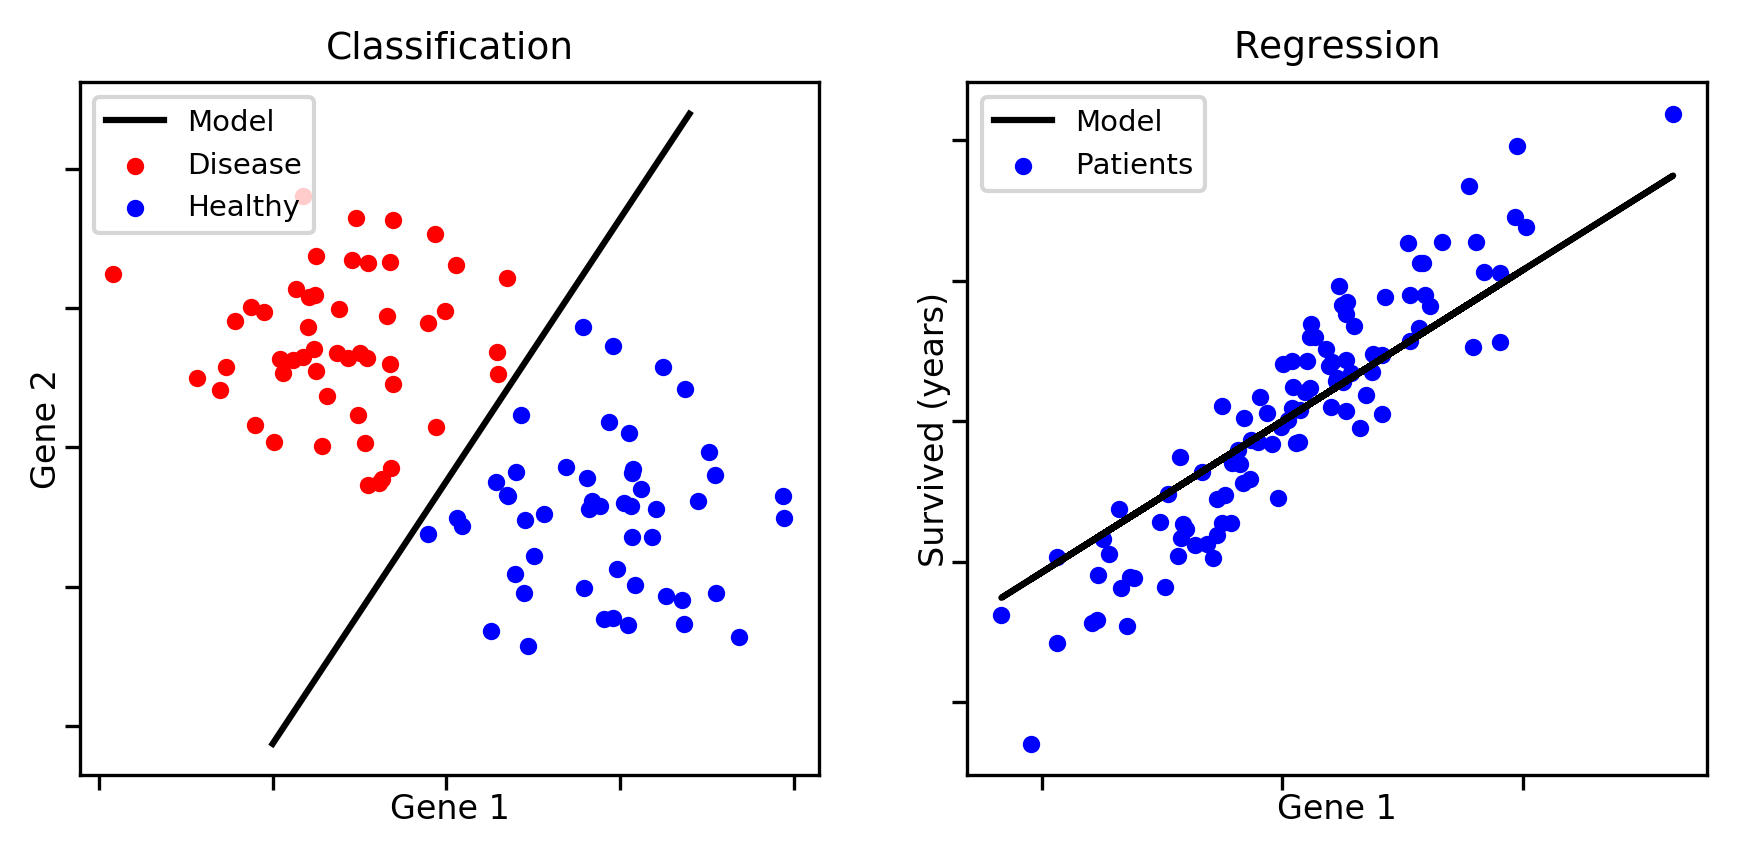 Classification
Model
Disease
Healthy
Gene 2
Gene 1
Regression
Model
Patients
Survived (years)
Gene 1